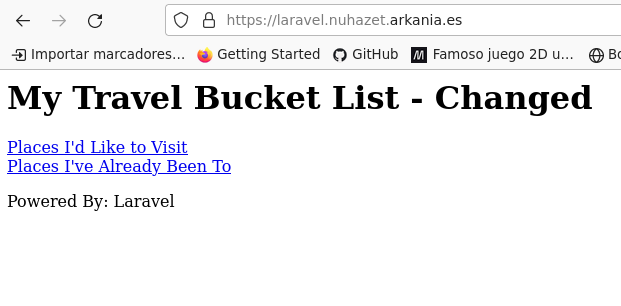 https://laravel.nuhazet.arkania.es
Importar marcadores… Getting Started GitHub Famoso juego 2D u… Bo
My Travel Bucket List - Changed
Places I'd Like to Visit
Places I've Already Been To
Powered By: Laravel